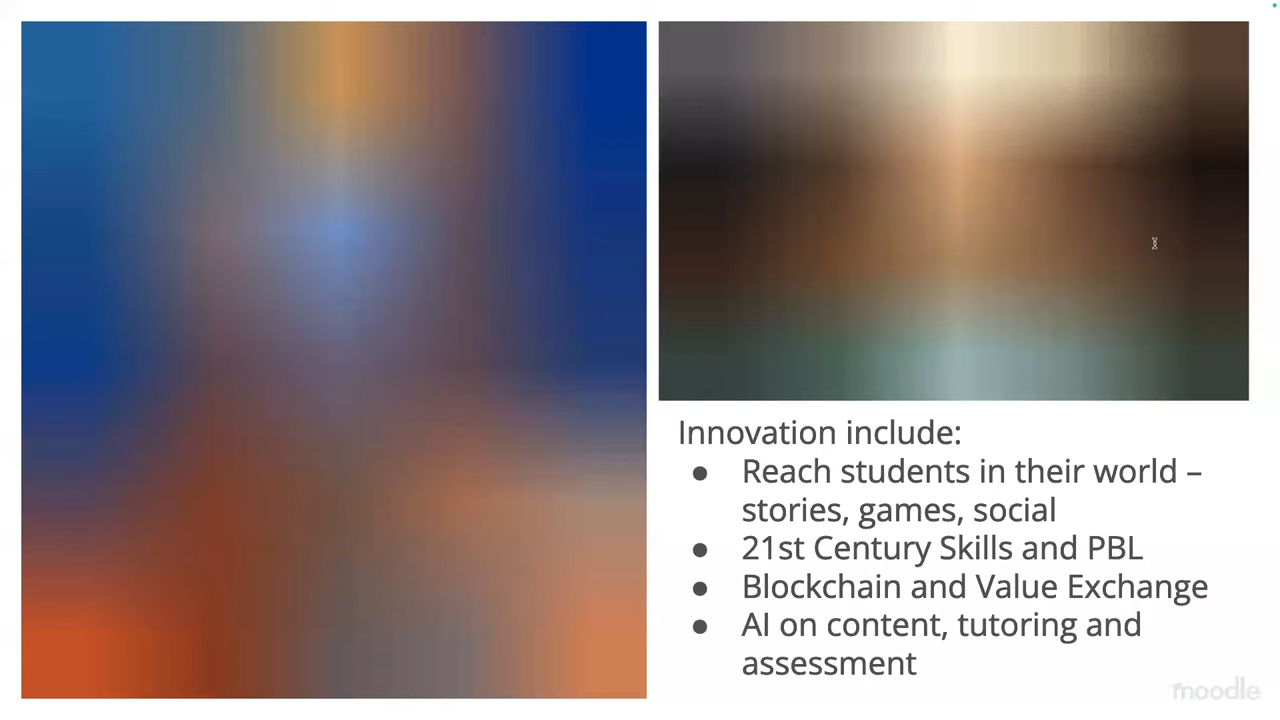 Innovation include:
● Reach students in their world –
stories, games, social
● 21st Century Skills and PBL
● Blockchain and Value Exchange
● AI on content, tutoring and
assessment
moodle